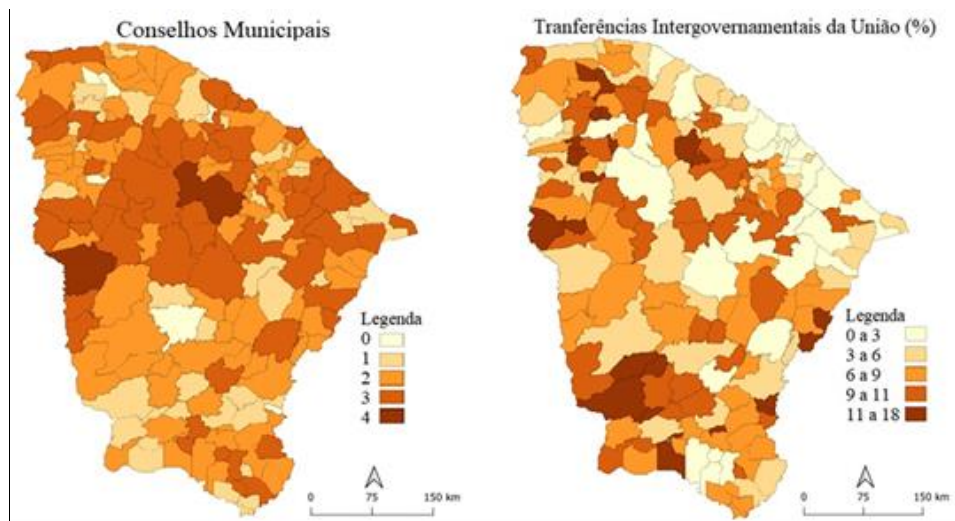 Conselhos Municipais
Legenda
0
1
2
3
4
0 75 150 km
Tranferências Intergovernamentais da União (%)
Legenda
0 a 3
3 a 6
6 a 9
9 a 11
11 a 18
0 75 150 km